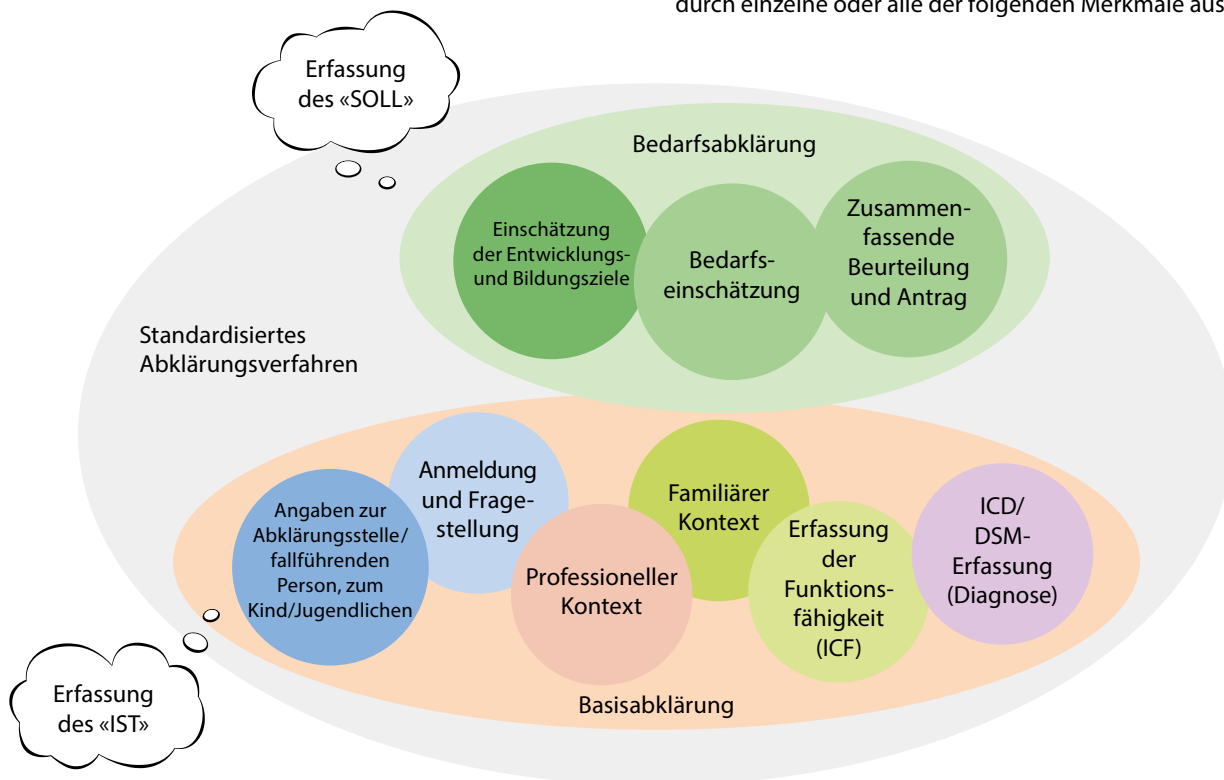 durch einzelne oder alle der folgenden Merkmale aus
Erfassung
des «SOLL»
Bedarfsabklärung
Einschätzung
der Entwicklungs-
und Bildungsziele
Bedarfs-
einschätzung
Zusammen-
fassende
Beurteilung
und Antrag
Standardisiertes
Abklärungsverfahren
Angaben zur
Abklärungsstelle/
fallführenden
Person, zum
Kind/Jugendlichen
Anmeldung
und Frage-
stellung
Professioneller
Kontext
Familiärer
Kontext
Erfassung
der
Funktions-
fähigkeit
(ICF)
ICD/
DSM-
Erfassung
(Diagnose)
Basisabklärung
Erfassung
des «IST»